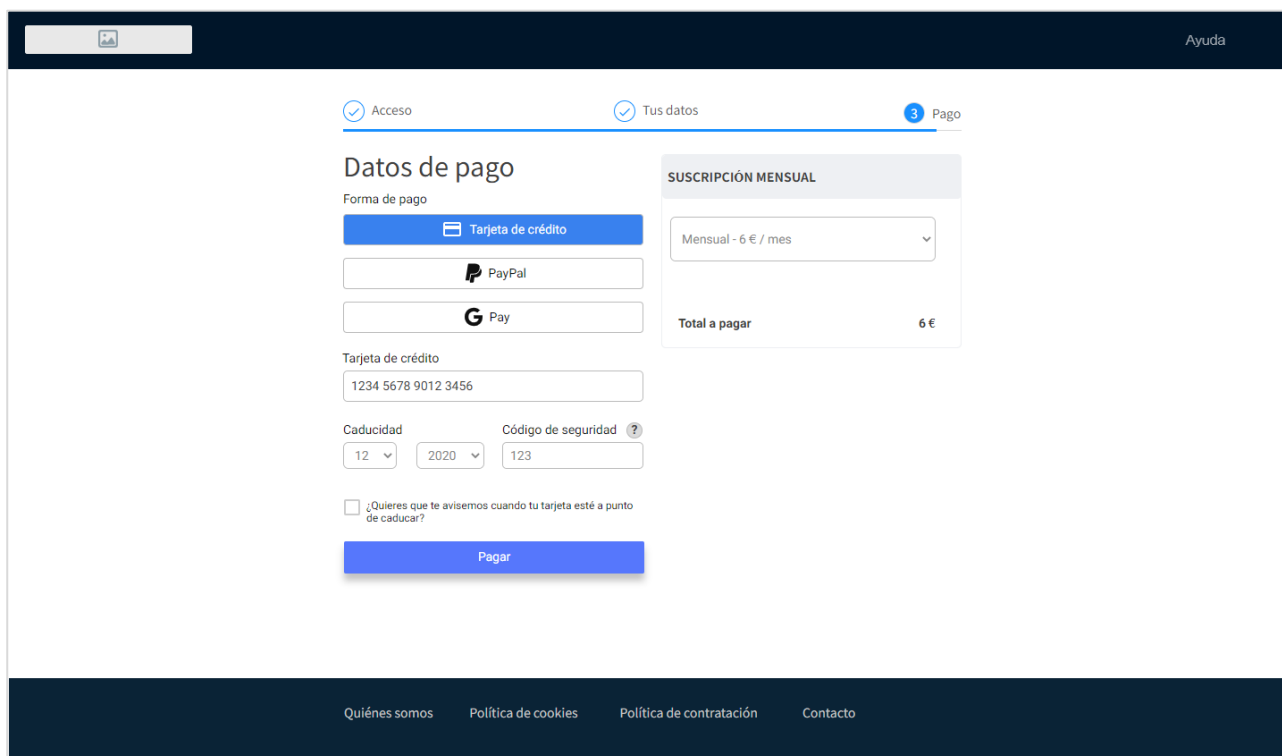 Ayuda
Acceso
Tus datos
3 Pago
Datos de pago
Forma de pago
Tarjeta de crédito
PayPal
G Pay
Tarjeta de crédito
1234 5678 9012 3456
Caducidad
Código de seguridad ?
12
2020
123
¿Quieres que te avisemos cuando tu tarjeta esté a punto
de caducar?
Pagar
SUSCRIPCIÓN MENSUAL
Mensual - 6 € / mes
Total a pagar 6 €
Quiénes somos
Política de cookies
Política de contratación
Contacto